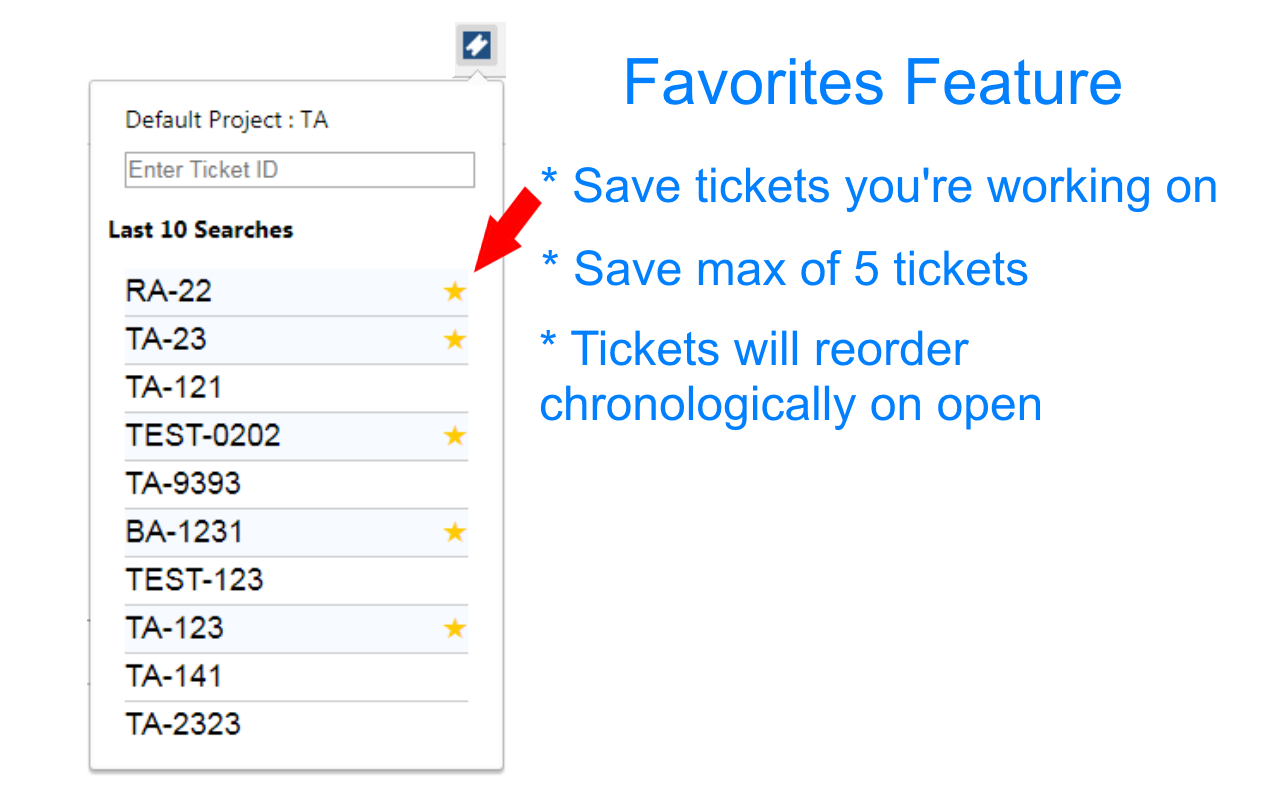 Default Project : TA
Enter Ticket ID
Last 10 Searches
RA-22
TA-23
TA-121
TEST-0202
TA-9393
BA-1231
TEST-123
TA-123
TA-141
TA-2323
Favorites Feature
* Save tickets you're working on
* Save max of 5 tickets
* Tickets will reorder
chronologically on open